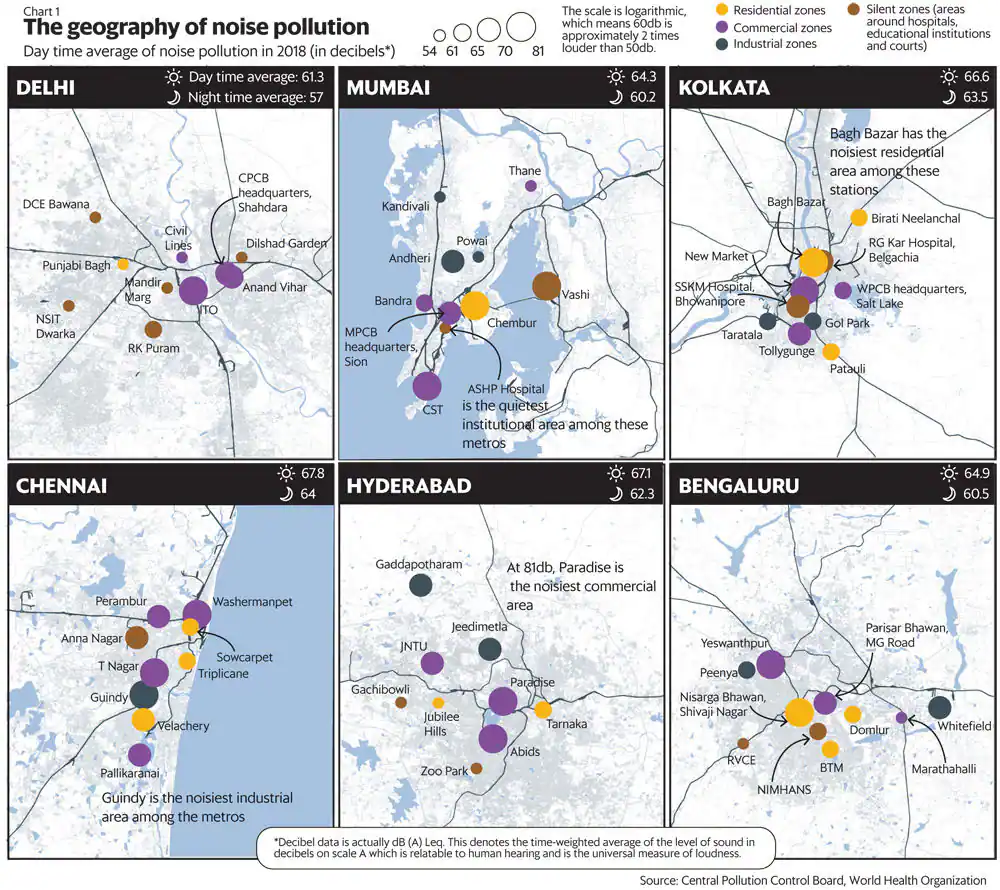 Chart 1
The geography of noise pollution
Day time average of noise pollution in 2018 (in decibels*)
54 61 65 70 81
The scale is logarithmic,
which means 60db is
approximately 2 times
louder than 50db.
Residential zones
Commercial zones
Industrial zones
Silent zones (areas
around hospitals,
educational institutions
and courts)
DELHI
Day time average: 61.3
Night time average: 57
CPCB
headquarters,
Shahdara
DCE Bawana
Civil
Lines
Dilshad Garden
Punjabi Bagh
Mandir
Marg
Anand Vihar
ITO
NSIT
Dwarka
RK Puram
MUMBAI
64.3
60.2
Thane
Kandivali
Powai
Andheri
Bandra
Vashi
Chembur
MPCB
headquarters,
Sion
ASHP Hospital
is the quietest
institutional area among these
metros
CST
KOLKATA
66.6
63.5
Bagh Bazar has the
noisiest residential
area among these
stations
Bagh Bazar
Birati Neelanchal
RG Kar Hospital,
Belgachia
New Market
SSKM Hospital,
Bhowanipore
WPCB headquarters,
Salt Lake
Taratala
Gol Park
Tollygunge
Patauli
CHENNAI
67.8
64
Perambur
Washermanpet
Anna Nagar
Sowcarpet
T Nagar
Triplicane
Guindy
Velachery
Pallikaranai
Guindy is the noisiest industrial
area among the metros
HYDERABAD
67.1
62.3
Gaddapotharam
At 81db, Paradise is
the noisiest commercial
area
Jeedimetla
JNTU
Paradise
Gachibowli
Jubilee
Hills
Tarnaka
Abids
Zoo Park
BENGALURU
64.9
60.5
Parisar Bhawan,
MG Road
Yeswanthpur
Peenya
Nisarga Bhawan,
Shivaji Nagar
Domlur
Whitefield
RVCE
BTM
Marathahalli
NIMHANS
*Decibel data is actually dB (A) Leq. This denotes the time-weighted average of the level of sound in
decibels on scale A which is relatable to human hearing and is the universal measure of loudness.
Source: Central Pollution Control Board, World Health Organization